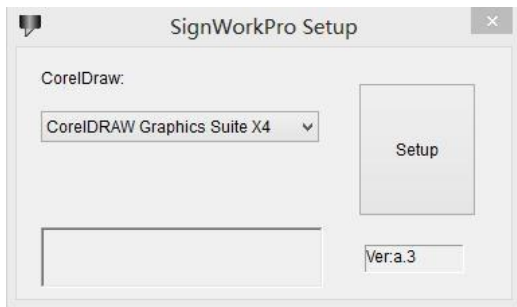 SignWorkPro Setup
CorelDraw:
CorelDRAW Graphics Suite X4
Setup
Ver:a.3